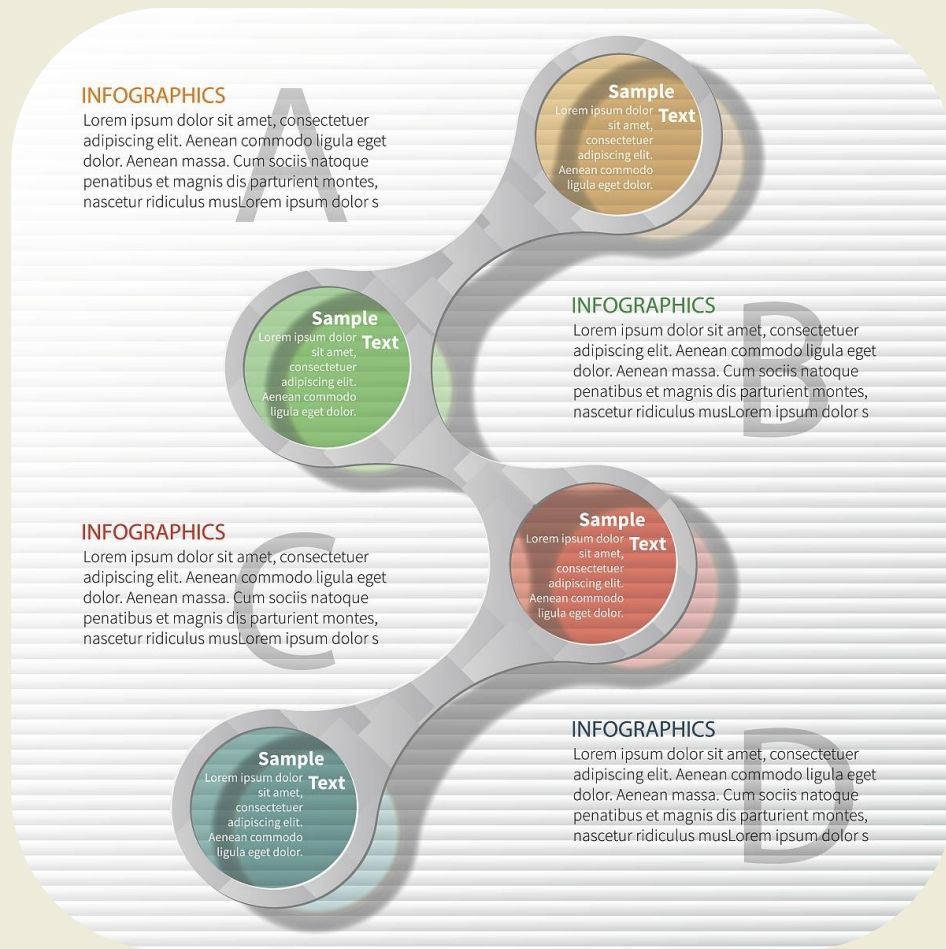 INFOGRAPHICS
A
Lorem ipsum dolor sit amet, consectetuer
adipiscing elit. Aenean commodo ligula eget
dolor. Aenean massa. Cum sociis natoque
penatibus et magnis dis parturient montes,
nascetur ridiculus musLorem ipsum dolor s
Sample
Text
Lorem ipsum dolor
sit amet,
consectetuer
adipiscing elit.
Aenean commodo
ligula eget dolor.
Sample
Text
Lorem ipsum dolor
sit amet,
consectetuer
adipiscing elit.
Aenean commodo
ligula eget dolor.
INFOGRAPHICS
B
Lorem ipsum dolor sit amet, consectetuer
adipiscing elit. Aenean commodo ligula eget
dolor. Aenean massa. Cum sociis natoque
penatibus et magnis dis parturient montes,
nascetur ridiculus musLorem ipsum dolor s
INFOGRAPHICS
C
Lorem ipsum dolor sit amet, consectetuer
adipiscing elit. Aenean commodo ligula eget
dolor. Aenean massa. Cum sociis natoque
penatibus et magnis dis parturient montes,
nascetur ridiculus musLorem ipsum dolor s
Sample
Text
Lorem ipsum dolor
sit amet,
consectetuer
adipiscing elit.
Aenean commodo
ligula eget dolor.
Sample
Text
Lorem ipsum dolor
sit amet,
consectetuer
adipiscing elit.
Aenean commodo
ligula eget dolor.
INFOGRAPHICS
D
Lorem ipsum dolor sit amet, consectetuer
adipiscing elit. Aenean commodo ligula eget
dolor. Aenean massa. Cum sociis natoque
penatibus et magnis dis parturient montes,
nascetur ridiculus musLorem ipsum dolor s